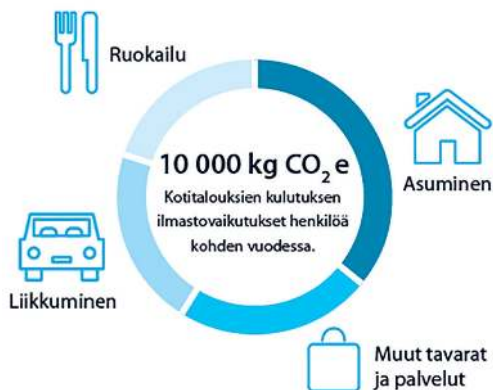 Ruokailu
10 000 kg CO₂ e
Kotitalouksien kulutuksen
ilmastovaikutukset henkilöä
kohden vuodessa.
Asuminen
Liikkuminen
Muut tavarat
ja palvelut